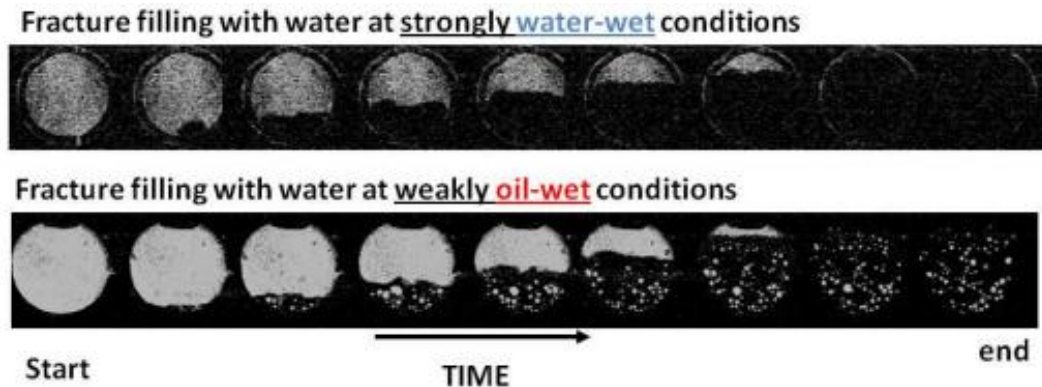 Fracture filling with water at strongly water-wet conditions
Fracture filling with water at weakly oil-wet conditions
Start
TIME
end